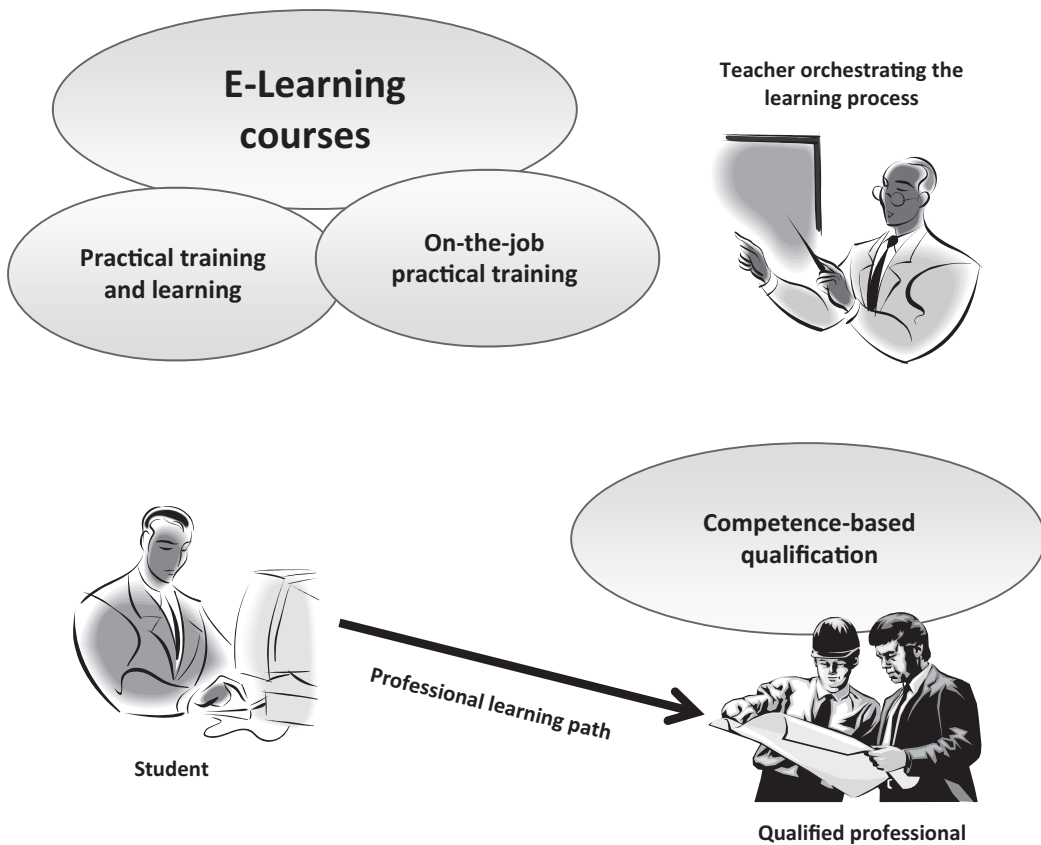 E-Learning
courses
Teacher orchestrating the
learning process
Practical training
and learning
On-the-job
practical training
Competence-based
qualification
Professional learning path
Student
Qualified professional